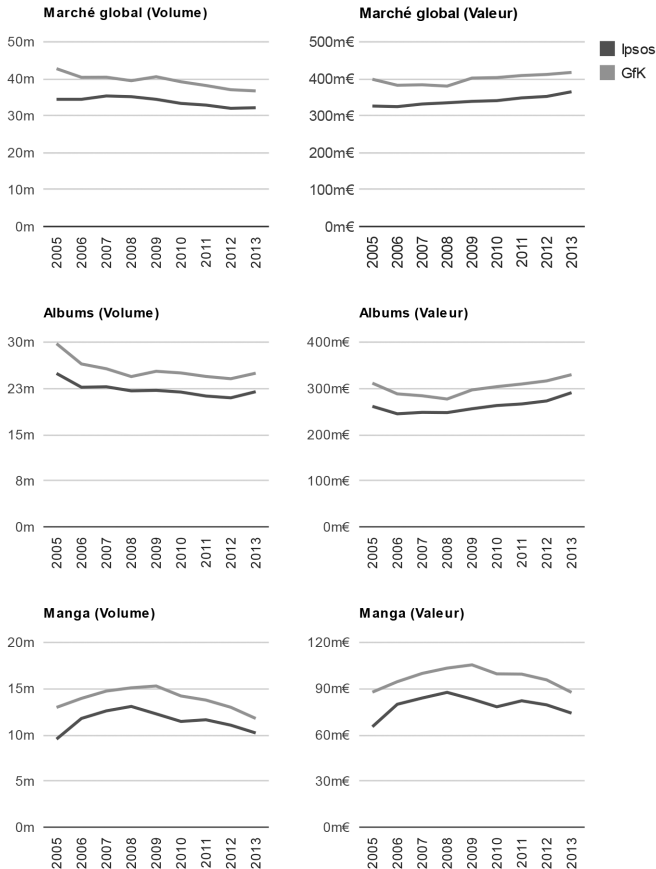 Marché global (Volume)
50m
40m
30m
20m
10m
0m
2005 2006 2007 2008 2009 2010 2011 2012 2013
Marché global (Valeur)
500m€
400m€
300m€
200m€
100m€
0m€
2005 2006 2007 2008 2009 2010 2011 2012 2013
Ipsos
GfK
Albums (Volume)
30m
23m
15m
8m
0m
2005 2006 2007 2008 2009 2010 2011 2012 2013
Albums (Valeur)
400m€
300m€
200m€
100m€
0m€
2005 2006 2007 2008 2009 2010 2011 2012 2013
Manga (Volume)
20m
15m
10m
5m
0m
2005 2006 2007 2008 2009 2010 2011 2012 2013
Manga (Valeur)
120m€
90m€
60m€
30m€
0m€
2005 2006 2007 2008 2009 2010 2011 2012 2013